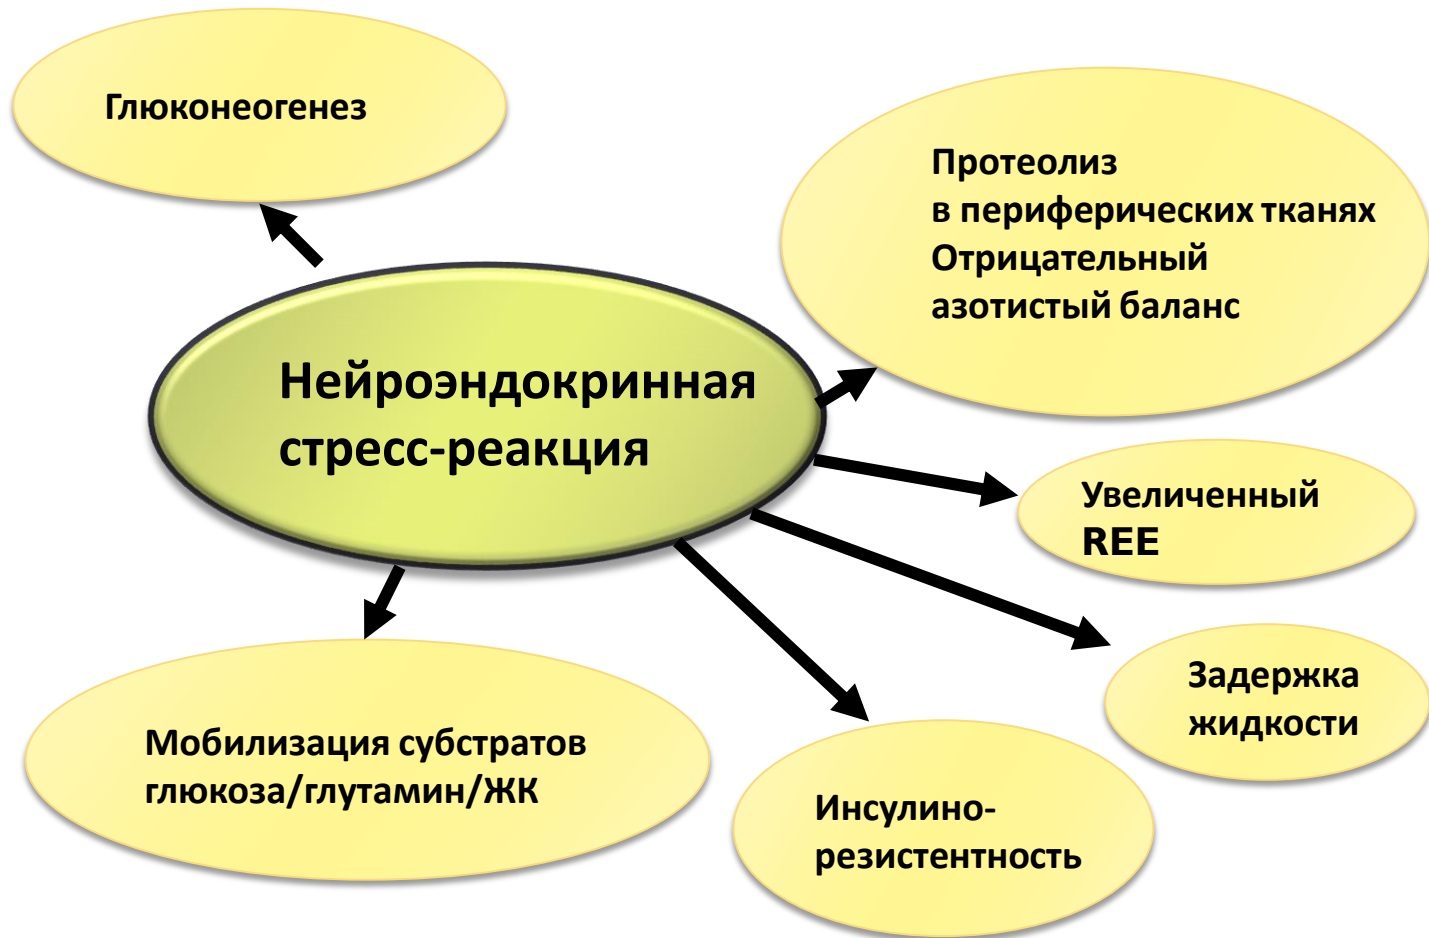 Глюконеогенез
Протеолиз
в периферических тканях
Отрицательный
азотистый баланс
Нейроэндокринная
стресс-реакция
Увеличенный
REE
Задержка
жидкости
Мобилизация субстратов
глюкоза/глутамин/ЖК
Инсулино-
резистентность